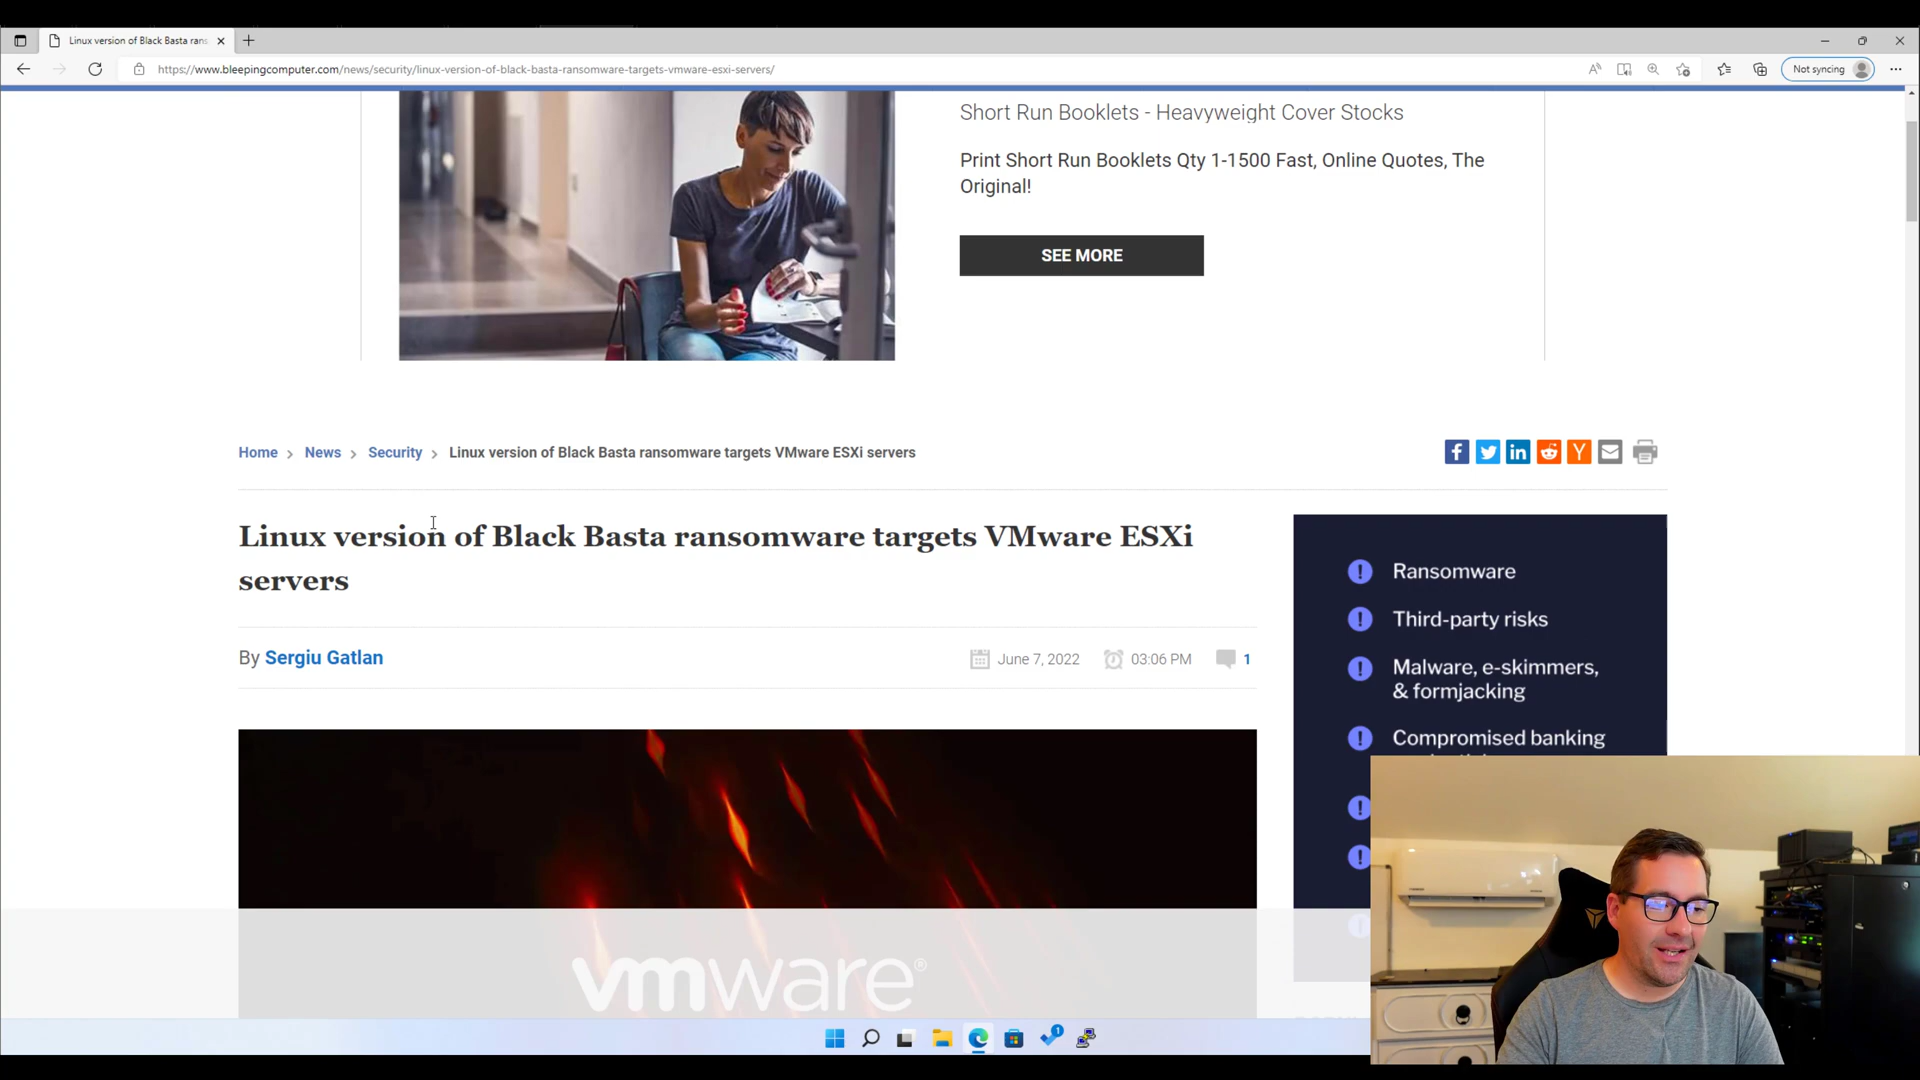 Linux version of Black Basta rans
https://www.bleepingcomputer.com/news/security/linux-version-of-black-basta-ransomware-targets-vmware-esxi-servers/
Not syncing
Short Run Booklets - Heavyweight Cover Stocks
Print Short Run Booklets Qty 1-1500 Fast, Online Quotes, The
Original!
SEE MORE
Home > News > Security > Linux version of Black Basta ransomware targets VMware ESXi servers
Linux version of Black Basta ransomware targets VMware ESXi
servers
By Sergiu Gatlan
June 7, 2022
03:06 PM
1
Ransomware
Third-party risks
Malware, e-skimmers,
& formjacking
Compromised banking
vmware®
1